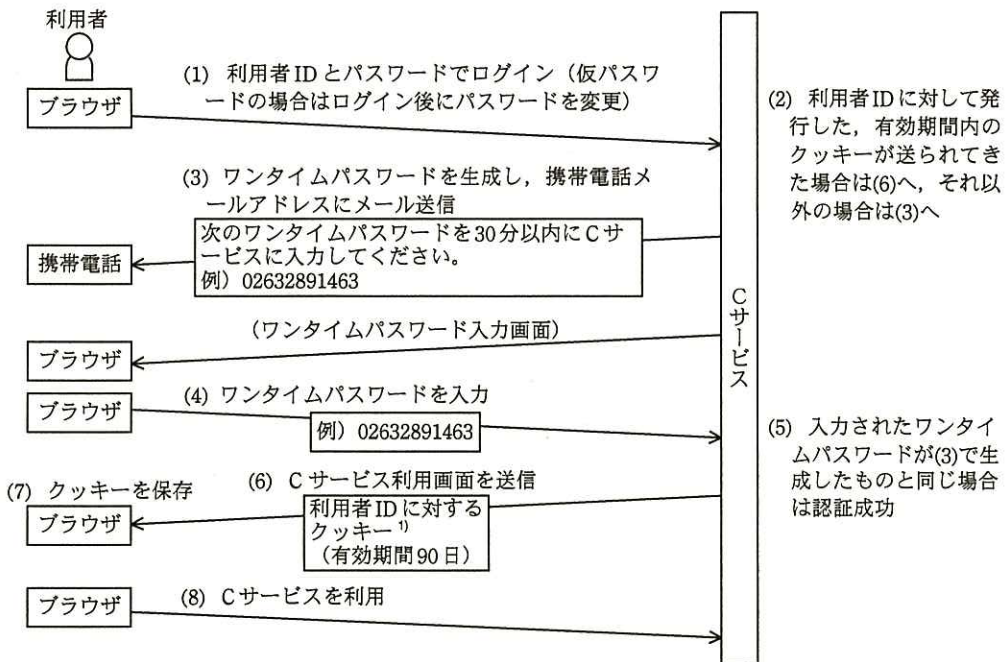 利用者
(1) 利用者IDとパスワードでログイン（仮パスワ
ードの場合はログイン後にパスワードを変更）
ブラウザ
(2) 利用者IDに対して発
行した，有効期間内の
クッキーが送られてき
た場合は(6)へ，それ以
外の場合は(3)へ
(3) ワンタイムパスワードを生成し，携帯電話メ
ールアドレスにメール送信
次のワンタイムパスワードを30分以内にCサ
ービスに入力してください。
例）02632891463
携帯電話
Cサービス
（ワンタイムパスワード入力画面）
ブラウザ
(4) ワンタイムパスワードを入力
ブラウザ
例）02632891463
(5) 入力されたワンタイ
ムパスワードが(3)で生
成したものと同じ場合
は認証成功
(7) クッキーを保存
(6) Cサービス利用画面を送信
ブラウザ
利用者IDに対する
クッキー1)
（有効期間90日）
(8) Cサービスを利用
ブラウザ